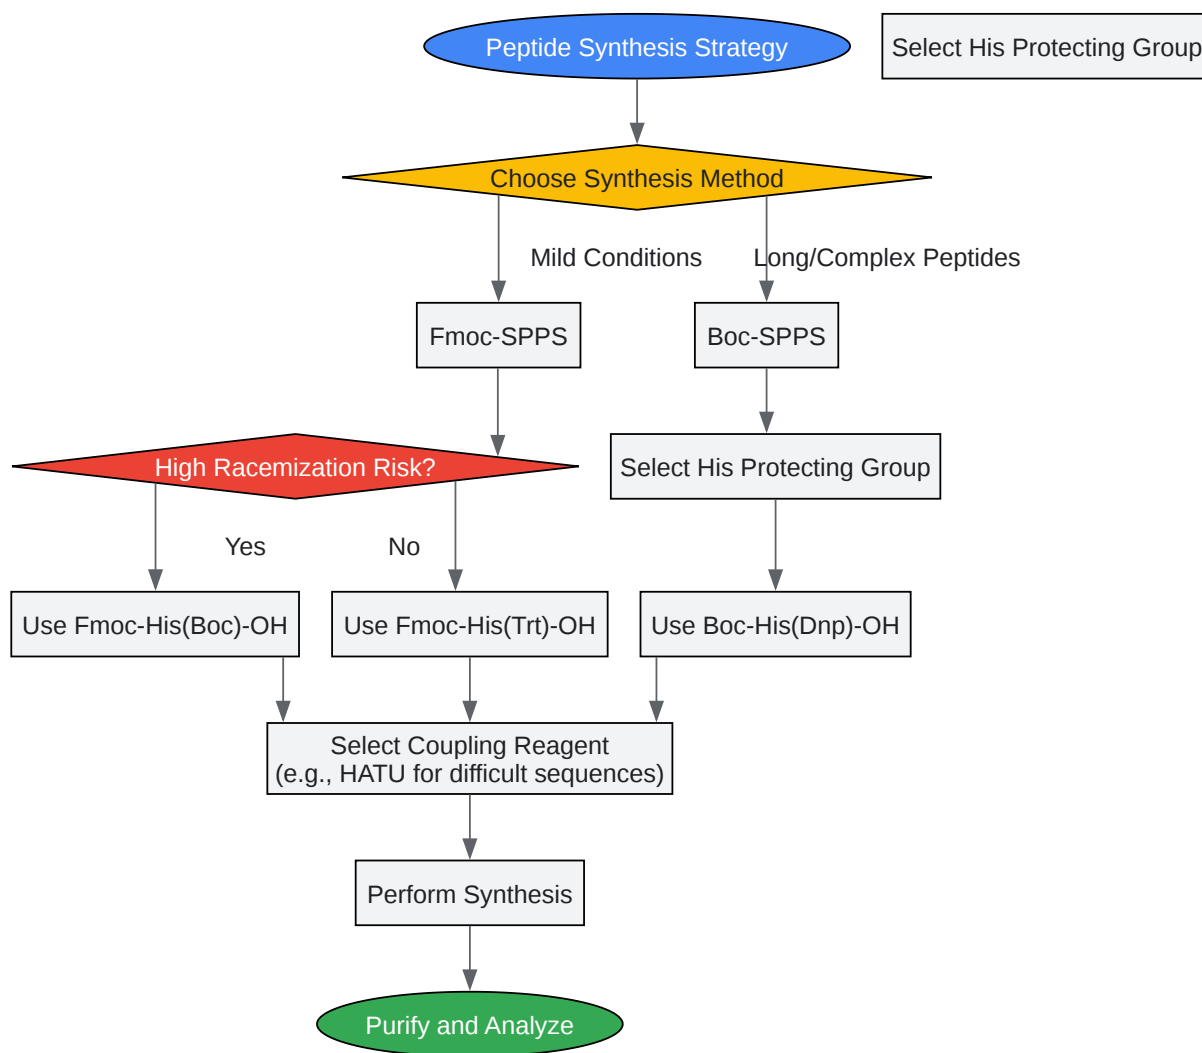 Peptide Synthesis Strategy
Select His Protecting Group
Choose Synthesis Method
Mild Conditions
Long/Complex Peptides
Fmoc-SPPS
Boc-SPPS
High Racemization Risk?
Select His Protecting Group
Yes
No
Use Fmoc-His(Boc)-OH
Use Fmoc-His(Trt)-OH
Use Boc-His(Dnp)-OH
Select Coupling Reagent
(e.g., HATU for difficult sequences)
Perform Synthesis
Purify and Analyze